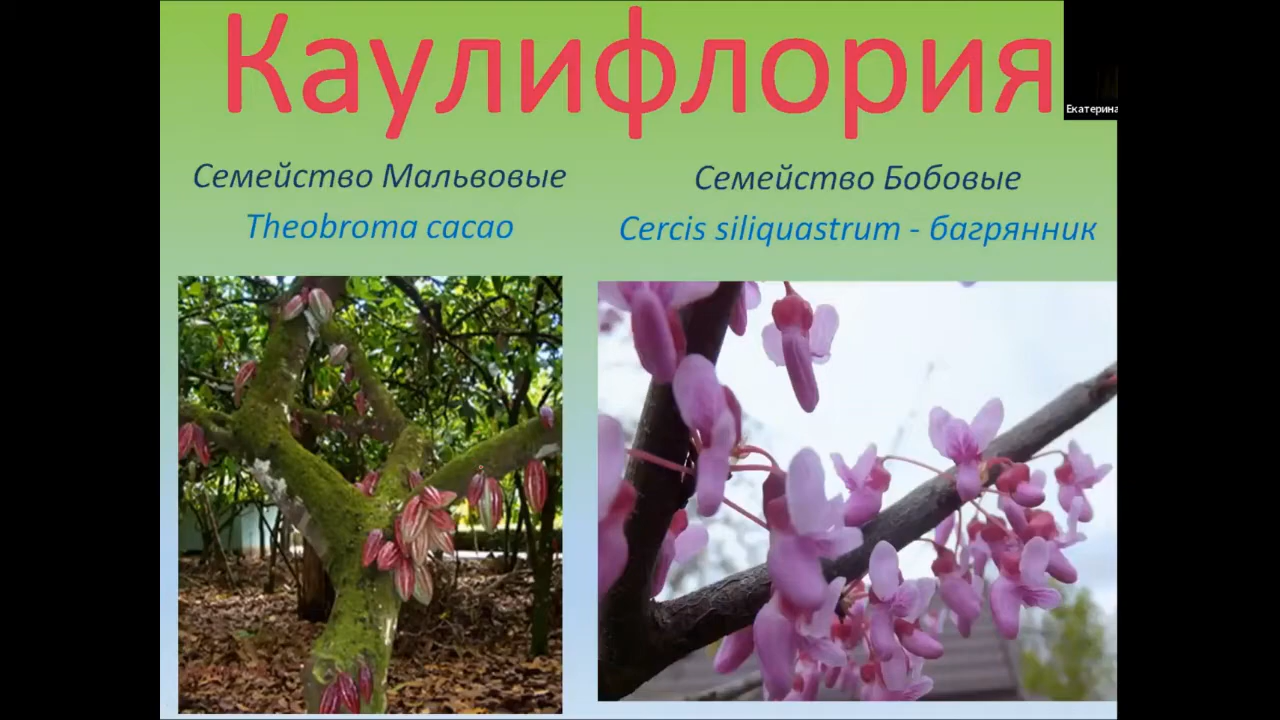 Каулифлория
Екатерина
Семейство Мальвовые
Theobroma cacao
Семейство Бобовые
Cercis siliquastrum - багрянник